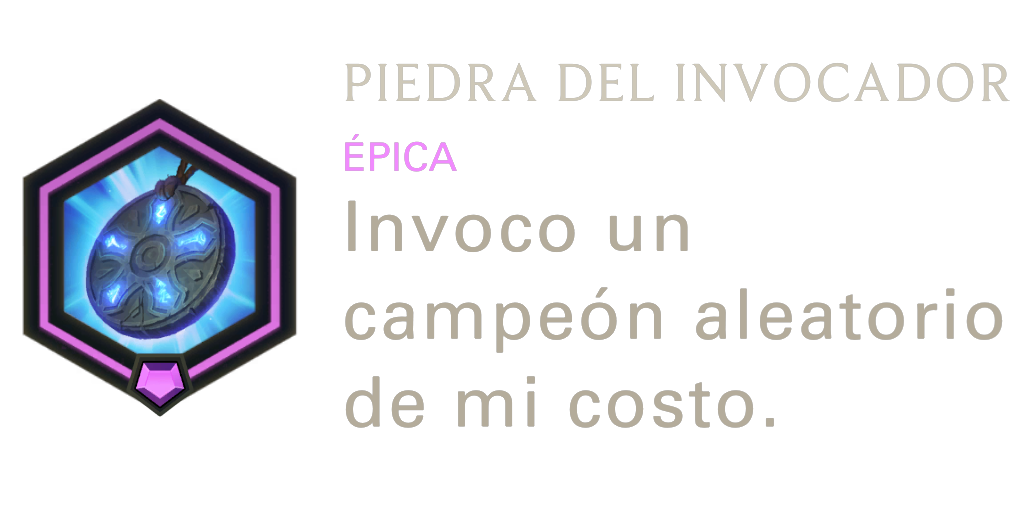 PIEDRA DEL INVOCADOR
ÉPICA
Invoco un
campeón aleatorio
de mi costo.